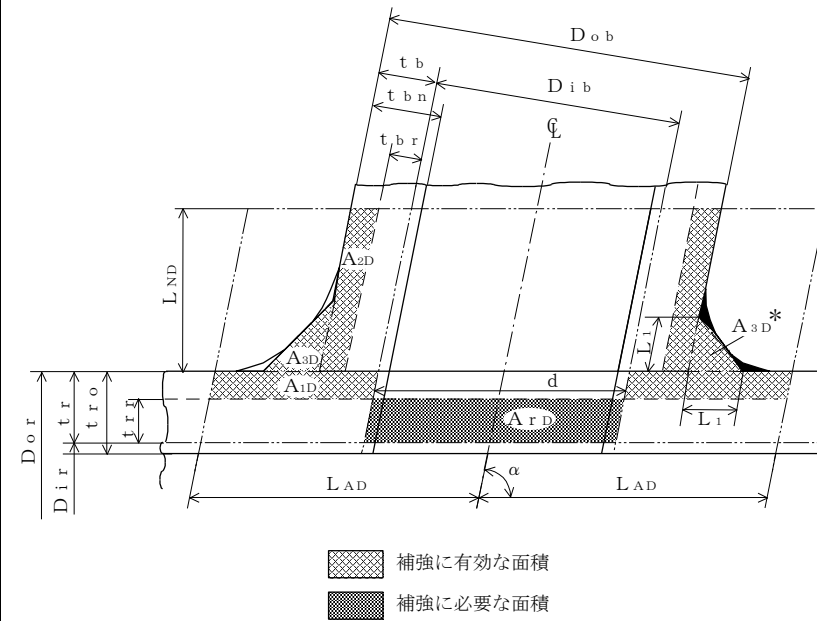 Dob
tb
Dib
tbn
℄
tbr
A2D
LND
A3D*
L1
A3D
A1D
d
Dor
tr
tro
trr
ArD
L1
Dir
LAD
α
LAD
補強に有効な面積
補強に必要な面積